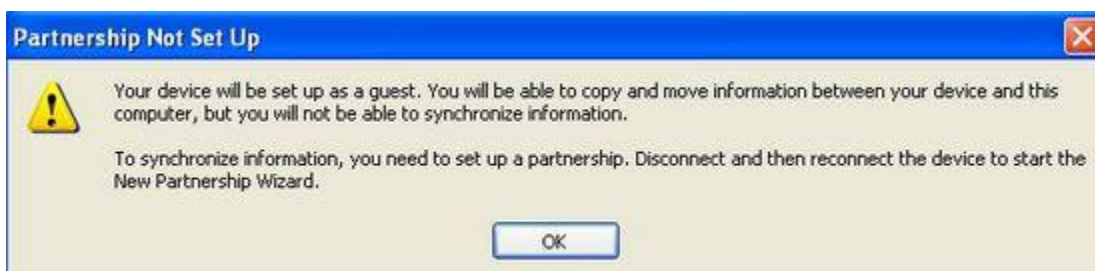 Partnership Not Set Up
Your device will be set up as a guest. You will be able to copy and move information between your device and this
computer, but you will not be able to synchronize information.
To synchronize information, you need to set up a partnership. Disconnect and then reconnect the device to start the
New Partnership Wizard.
OK